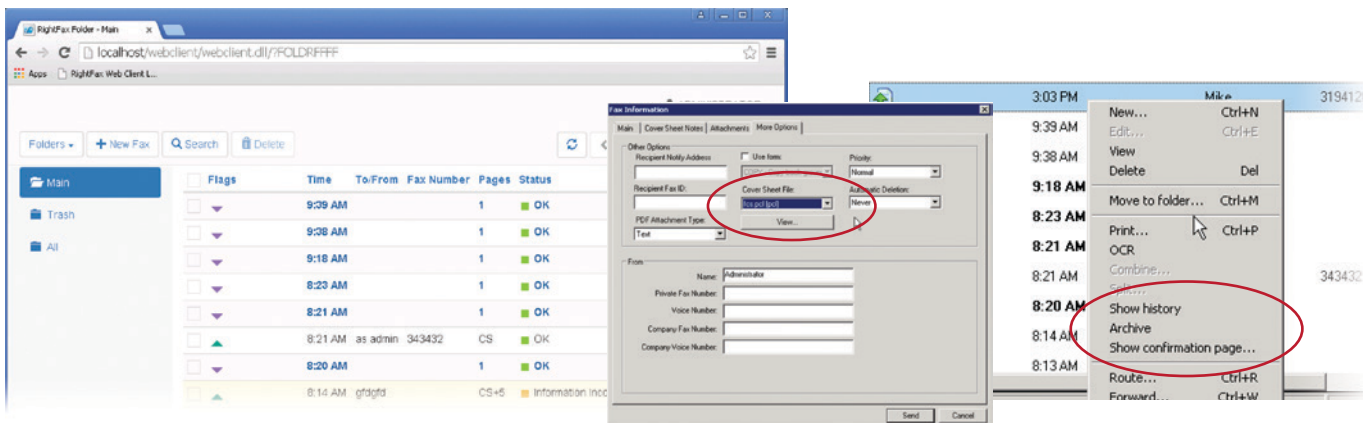 RightFax Folder - Main
localhost/webclient/webclient.dll/?FOLDRFFFF
Apps RightFax Web Client L...
Folders
+ New Fax
Search
Delete
Main
Trash
All
Flags Time To/From Fax Number Pages Status
9:39 AM 1 OK
9:38 AM 1 OK
9:18 AM 1 OK
8:23 AM 1 OK
8:21 AM 1 OK
8:21 AM as admin 343432 CS OK
8:20 AM 1 OK
8:14 AM gfdgfd CS+5 Information Inco
Fax Information
Main Cover Sheet Notes Attachments More Options
Other Options
Recipient Notify Address
Use form:
Priority:
Normal
Recipient Fax ID:
Cover Sheet File:
Automatic Deletion:
fcs.pcl [pcl]
Never
PDF Attachment Type:
View...
Text
From
Name: Administrator
Private Fax Number:
Voice Number:
Company Fax Number:
Company Voice Number:
Send Cancel
3:03 PM Mike 319412
9:39 AM
9:38 AM
9:18 AM
8:23 AM
8:21 AM
8:21 AM 343432
8:20 AM
8:14 AM
8:13 AM
New... Ctrl+N
Edit... Ctrl+E
View
Delete Del
Move to folder... Ctrl+M
Print... Ctrl+P
OCR
Combine...
Split...
Show history
Archive
Show confirmation page...
Route... Ctrl+R
Forward... Ctrl+W